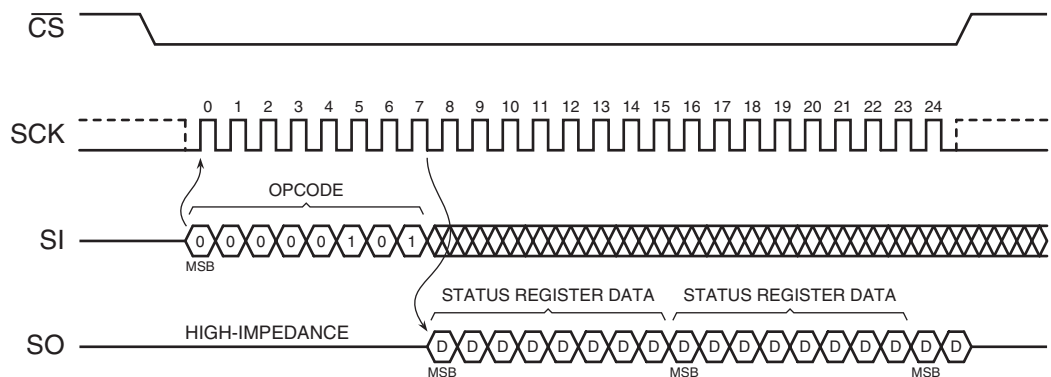 CS
0 1 2 3 4 5 6 7 8 9 10 11 12 13 14 15 16 17 18 19 20 21 22 23 24
SCK
OPCODE
SI
0 0 0 0 0 1 0 1
MSB
STATUS REGISTER DATA STATUS REGISTER DATA
HIGH-IMPEDANCE
SO
D D D D D D D D D D D D D D D D D D
MSB MSB MSB